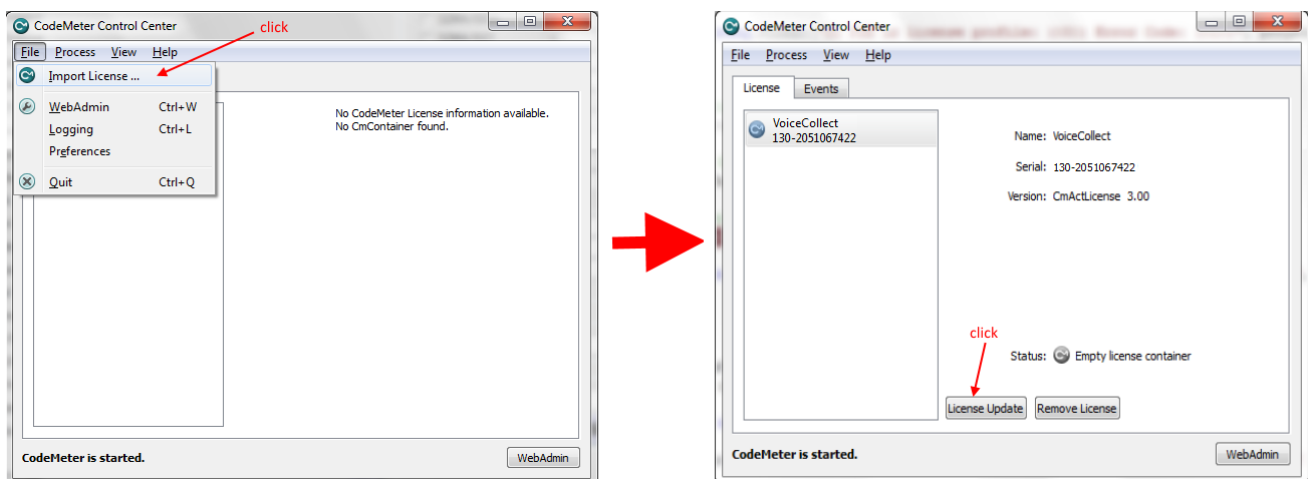 CodeMeter Control Center
click
File Process View Help
Import License ...
WebAdmin Ctrl+W
Logging Ctrl+L
Preferences
Quit Ctrl+Q
No CodeMeter License information available.
No CmContainer found.
CodeMeter is started.
WebAdmin
CodeMeter Control Center
File Process View Help
License Events
VoiceCollect
130-2051067422
Name: VoiceCollect
Serial: 130-2051067422
Version: CmActLicense 3.00
click
Status: Empty license container
License Update Remove License
CodeMeter is started.
WebAdmin